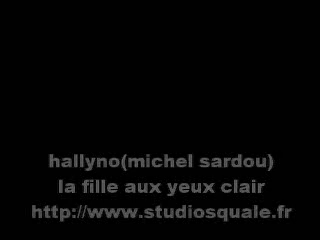 hallyno(michel sardou)
la fille aux yeux clair
http://www.studiosquale.fr